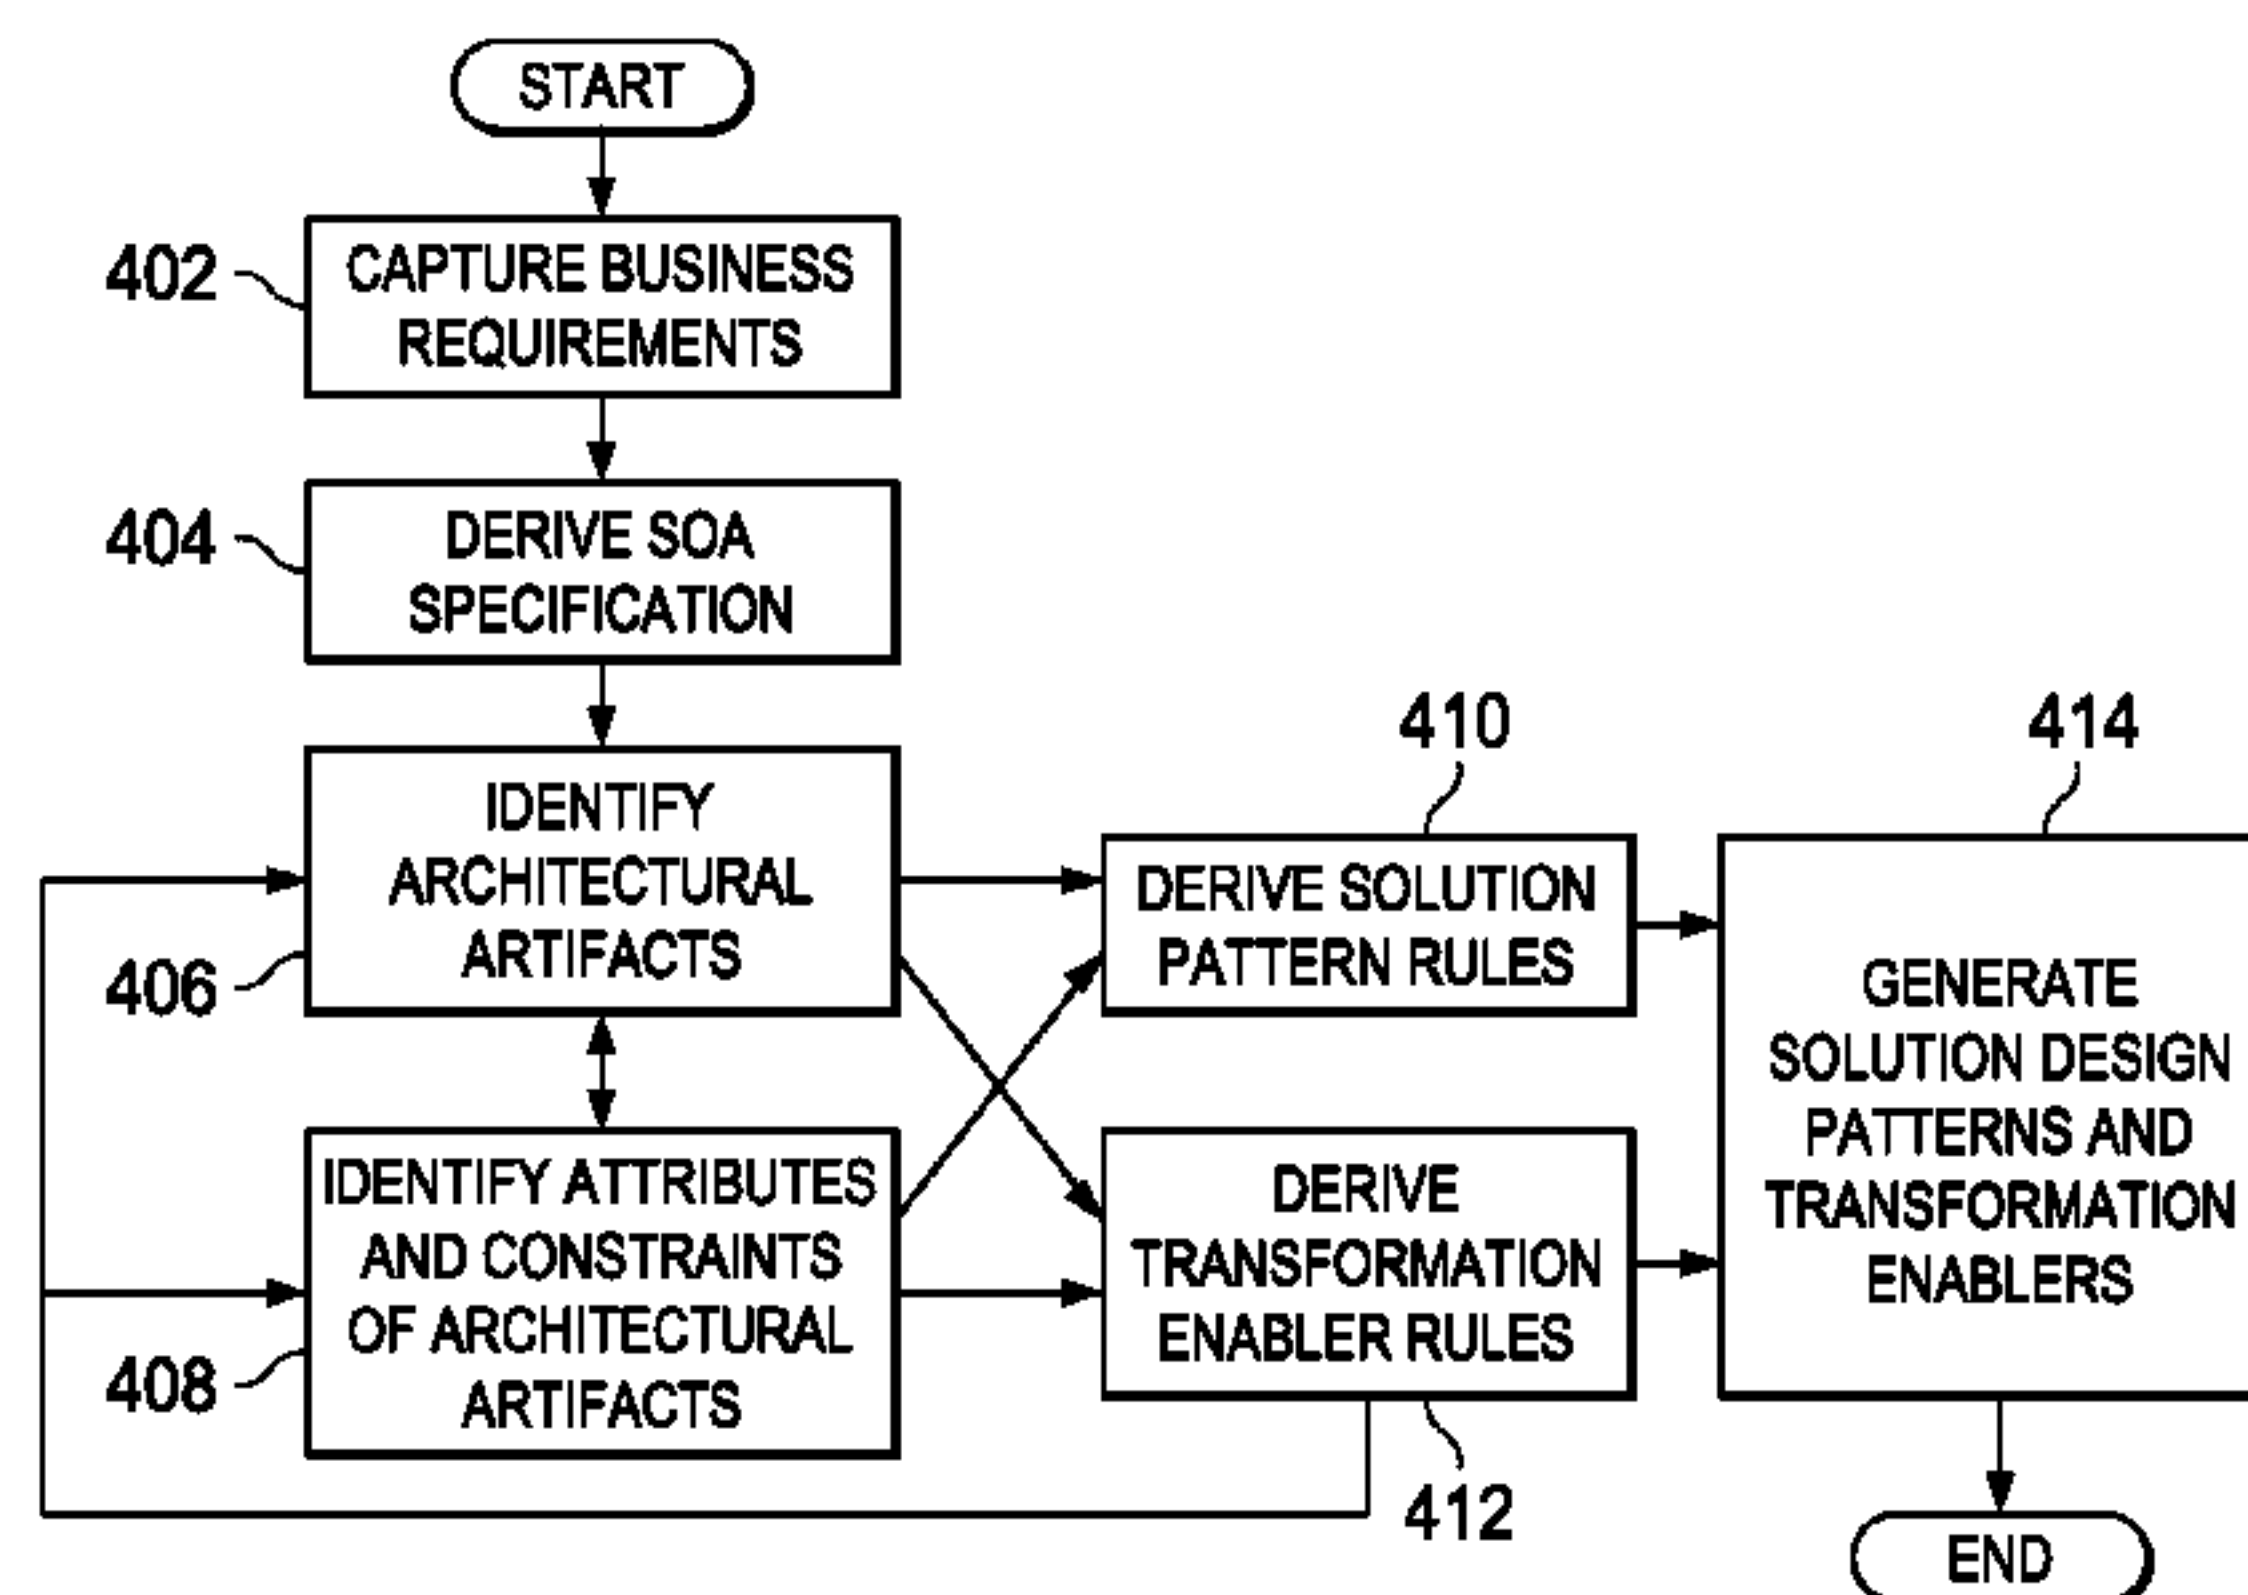 START
402
CAPTURE BUSINESS
REQUIREMENTS
404
DERIVE SOA
SPECIFICATION
406
IDENTIFY
ARCHITECTURAL
ARTIFACTS
408
IDENTIFY ATTRIBUTES
AND CONSTRAINTS
OF ARCHITECTURAL
ARTIFACTS
410
DERIVE SOLUTION
PATTERN RULES
DERIVE
TRANSFORMATION
ENABLER RULES
412
414
GENERATE
SOLUTION DESIGN
PATTERNS AND
TRANSFORMATION
ENABLERS
END